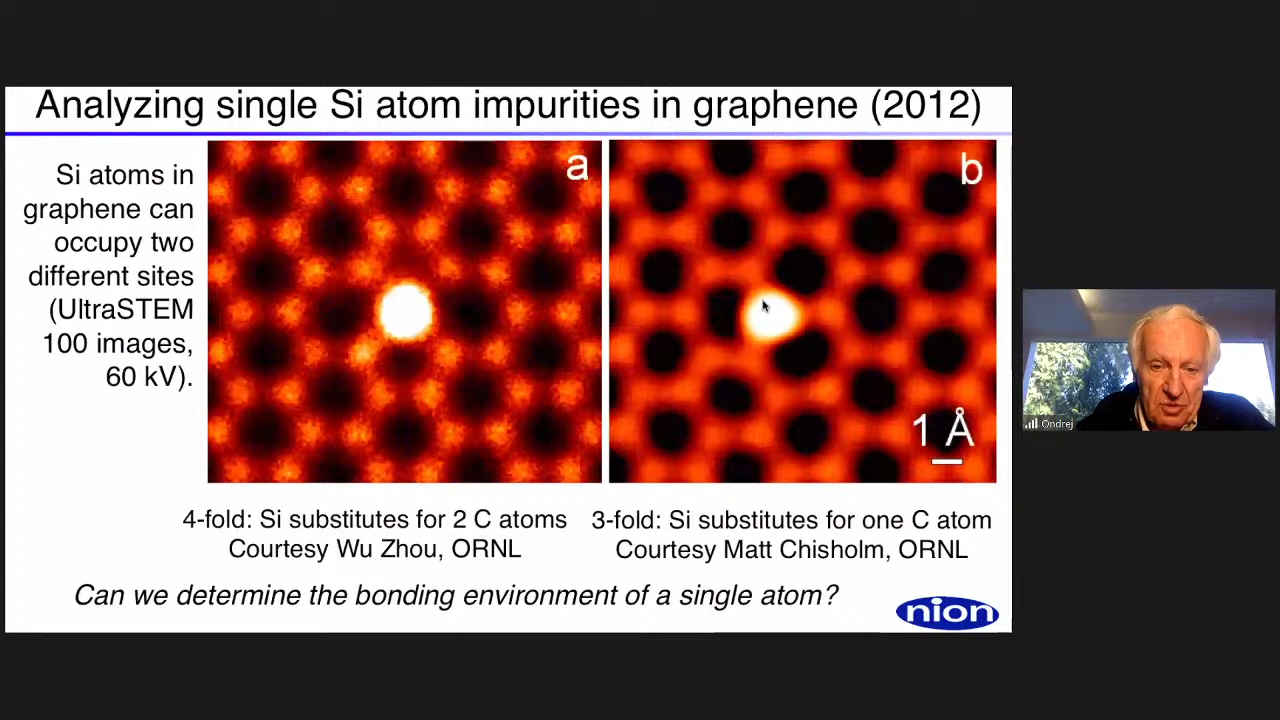 Analyzing single Si atom impurities in graphene (2012)
Si atoms in
graphene can
occupy two
different sites
(UltraSTEM
100 images,
60 kV).
a
b
1 Å
4-fold: Si substitutes for 2 C atoms
Courtesy Wu Zhou, ORNL
3-fold: Si substitutes for one C atom
Courtesy Matt Chisholm, ORNL
Can we determine the bonding environment of a single atom?
nion
Ondrej